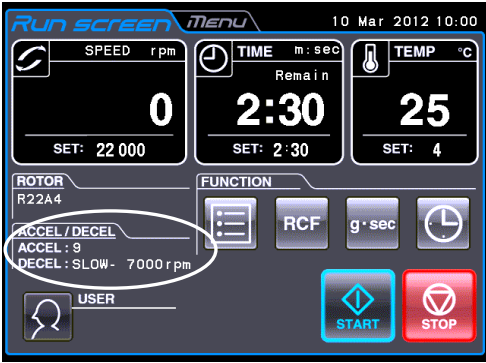 Run screen Menu 10 Mar 2012 10:00
SPEED rpm
0
SET: 22 000
TIME m:sec
Remain
2:30
SET: 2:30
TEMP °C
25
SET: 4
ROTOR
R22A4
ACCEL / DECEL
ACCEL : 9
DECEL : SLOW- 7000rpm
USER
FUNCTION
RCF
g·sec
START
STOP